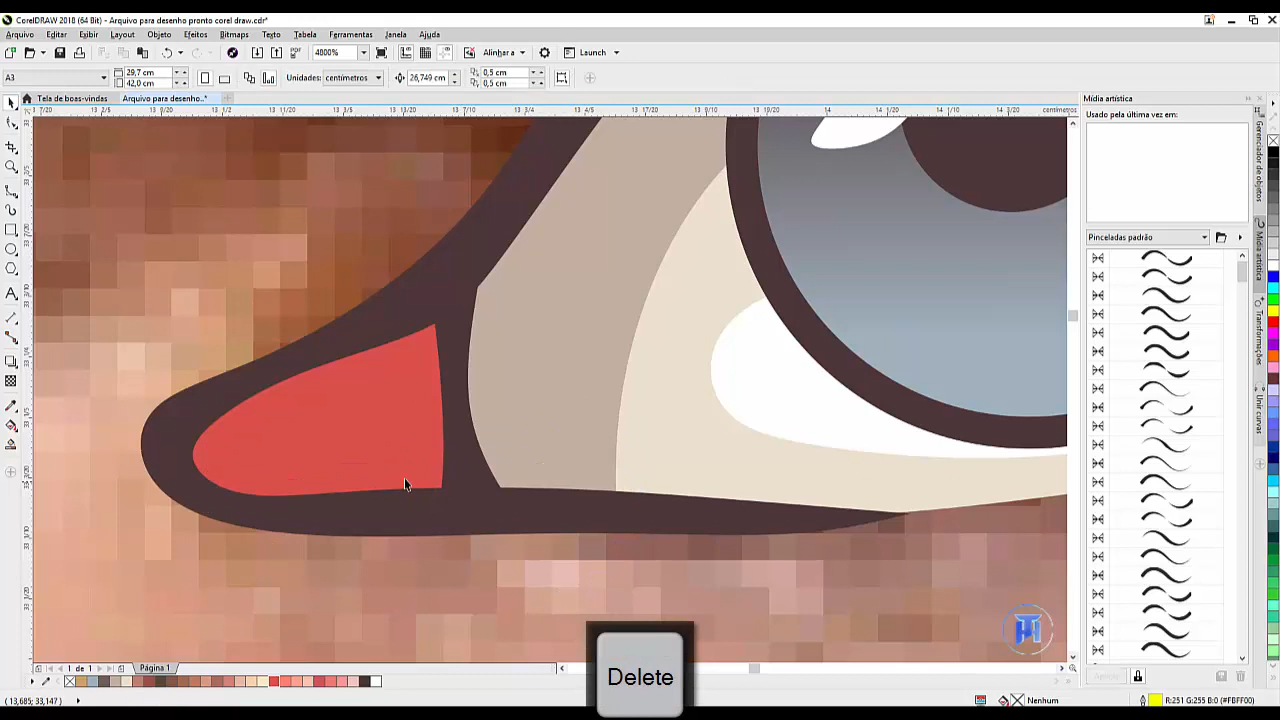 CorelDRAW 2018 (64 Bit) - Arquivo para desenho pronto corel draw.cdr*
Arquivo Editar Exibir Layout Objeto Efeitos Bitmaps Texto Tabela Ferramentas Janela Ajuda
4800% Alinhar a Launch
A3 29,7 cm 42,0 cm Unidades: centímetros 26,749 cm 0,5 cm 0,5 cm
Tela de boas-vindas Arquivo para desenho...*
centímetros
Mídia artística
Usado pela última vez em:
Pinceladas padrão
Gerenciador de objetos
Mídia artística
Transformações
Unir curvas
Aplicar
Delete
1 de 1 Página 1
(13,685; 33,147) Nenhum R:251 G:255 B:0 (#FBFF00)